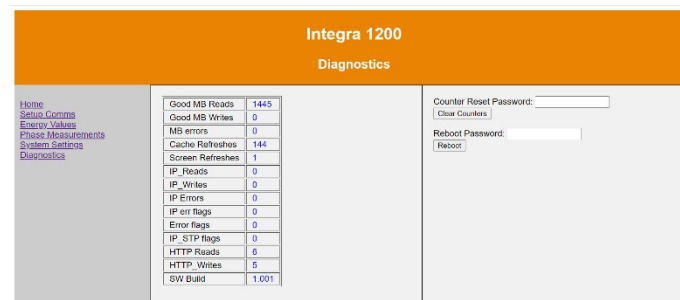 Integra 1200
Diagnostics
Home
Setup Comms
Energy Values
Phase Measurements
System Settings
Diagnostics
Good MB Reads 1445
Good MB Writes 0
MB errors 0
Cache Refreshes 144
Screen Refreshes 1
IP_Reads 0
IP_Writes 0
IP Errors 0
IP err flags 0
Error flags 0
IP_STP flags 0
HTTP Reads 6
HTTP_Writes 5
SW Build 1.001
Counter Reset Password:
Clear Counters
Reboot Password:
Reboot